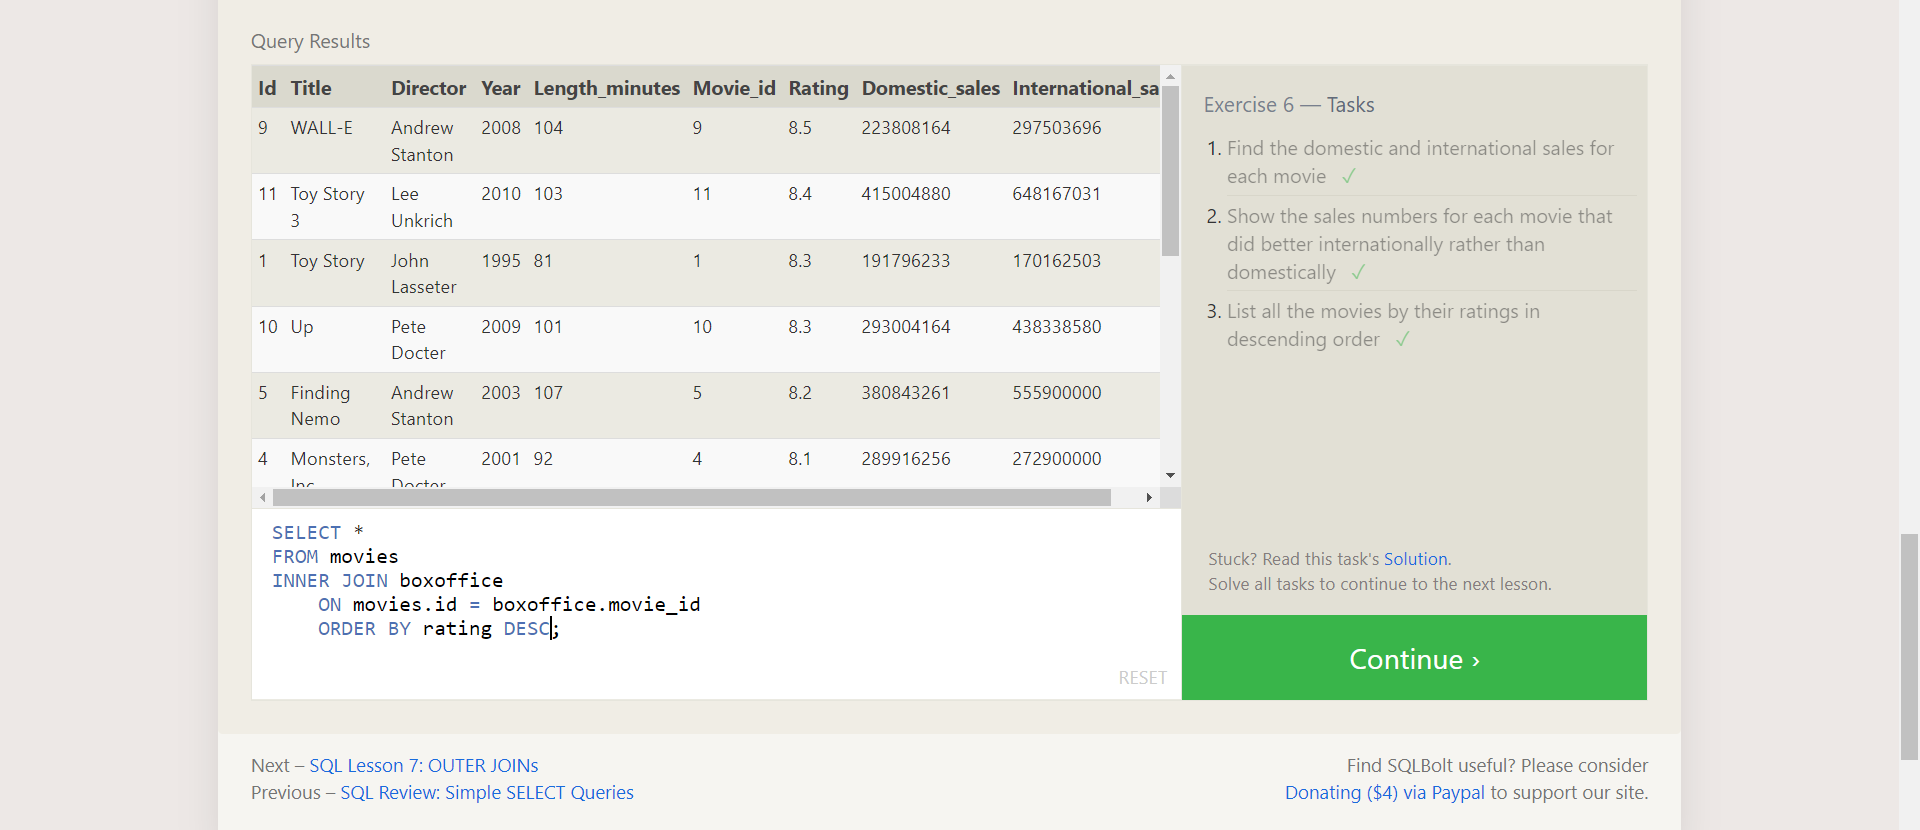 Query Results
Id Title Director Year Length_minutes Movie_id Rating Domestic_sales International_sa
9 WALL-E Andrew Stanton 2008 104 9 8.5 223808164 297503696
11 Toy Story 3 Lee Unkrich 2010 103 11 8.4 415004880 648167031
1 Toy Story John Lasseter 1995 81 1 8.3 191796233 170162503
10 Up Pete Docter 2009 101 10 8.3 293004164 438338580
5 Finding Nemo Andrew Stanton 2003 107 5 8.2 380843261 555900000
4 Monsters, Inc Pete Docter 2001 92 4 8.1 289916256 272900000
SELECT *
FROM movies
INNER JOIN boxoffice
ON movies.id = boxoffice.movie_id
ORDER BY rating DESC;
RESET
Exercise 6 — Tasks
1. Find the domestic and international sales for
each movie ✓
2. Show the sales numbers for each movie that
did better internationally rather than
domestically ✓
3. List all the movies by their ratings in
descending order ✓
Stuck? Read this task's Solution.
Solve all tasks to continue to the next lesson.
Continue ›
Next – SQL Lesson 7: OUTER JOINs
Previous – SQL Review: Simple SELECT Queries
Find SQLBolt useful? Please consider
Donating ($4) via Paypal to support our site.